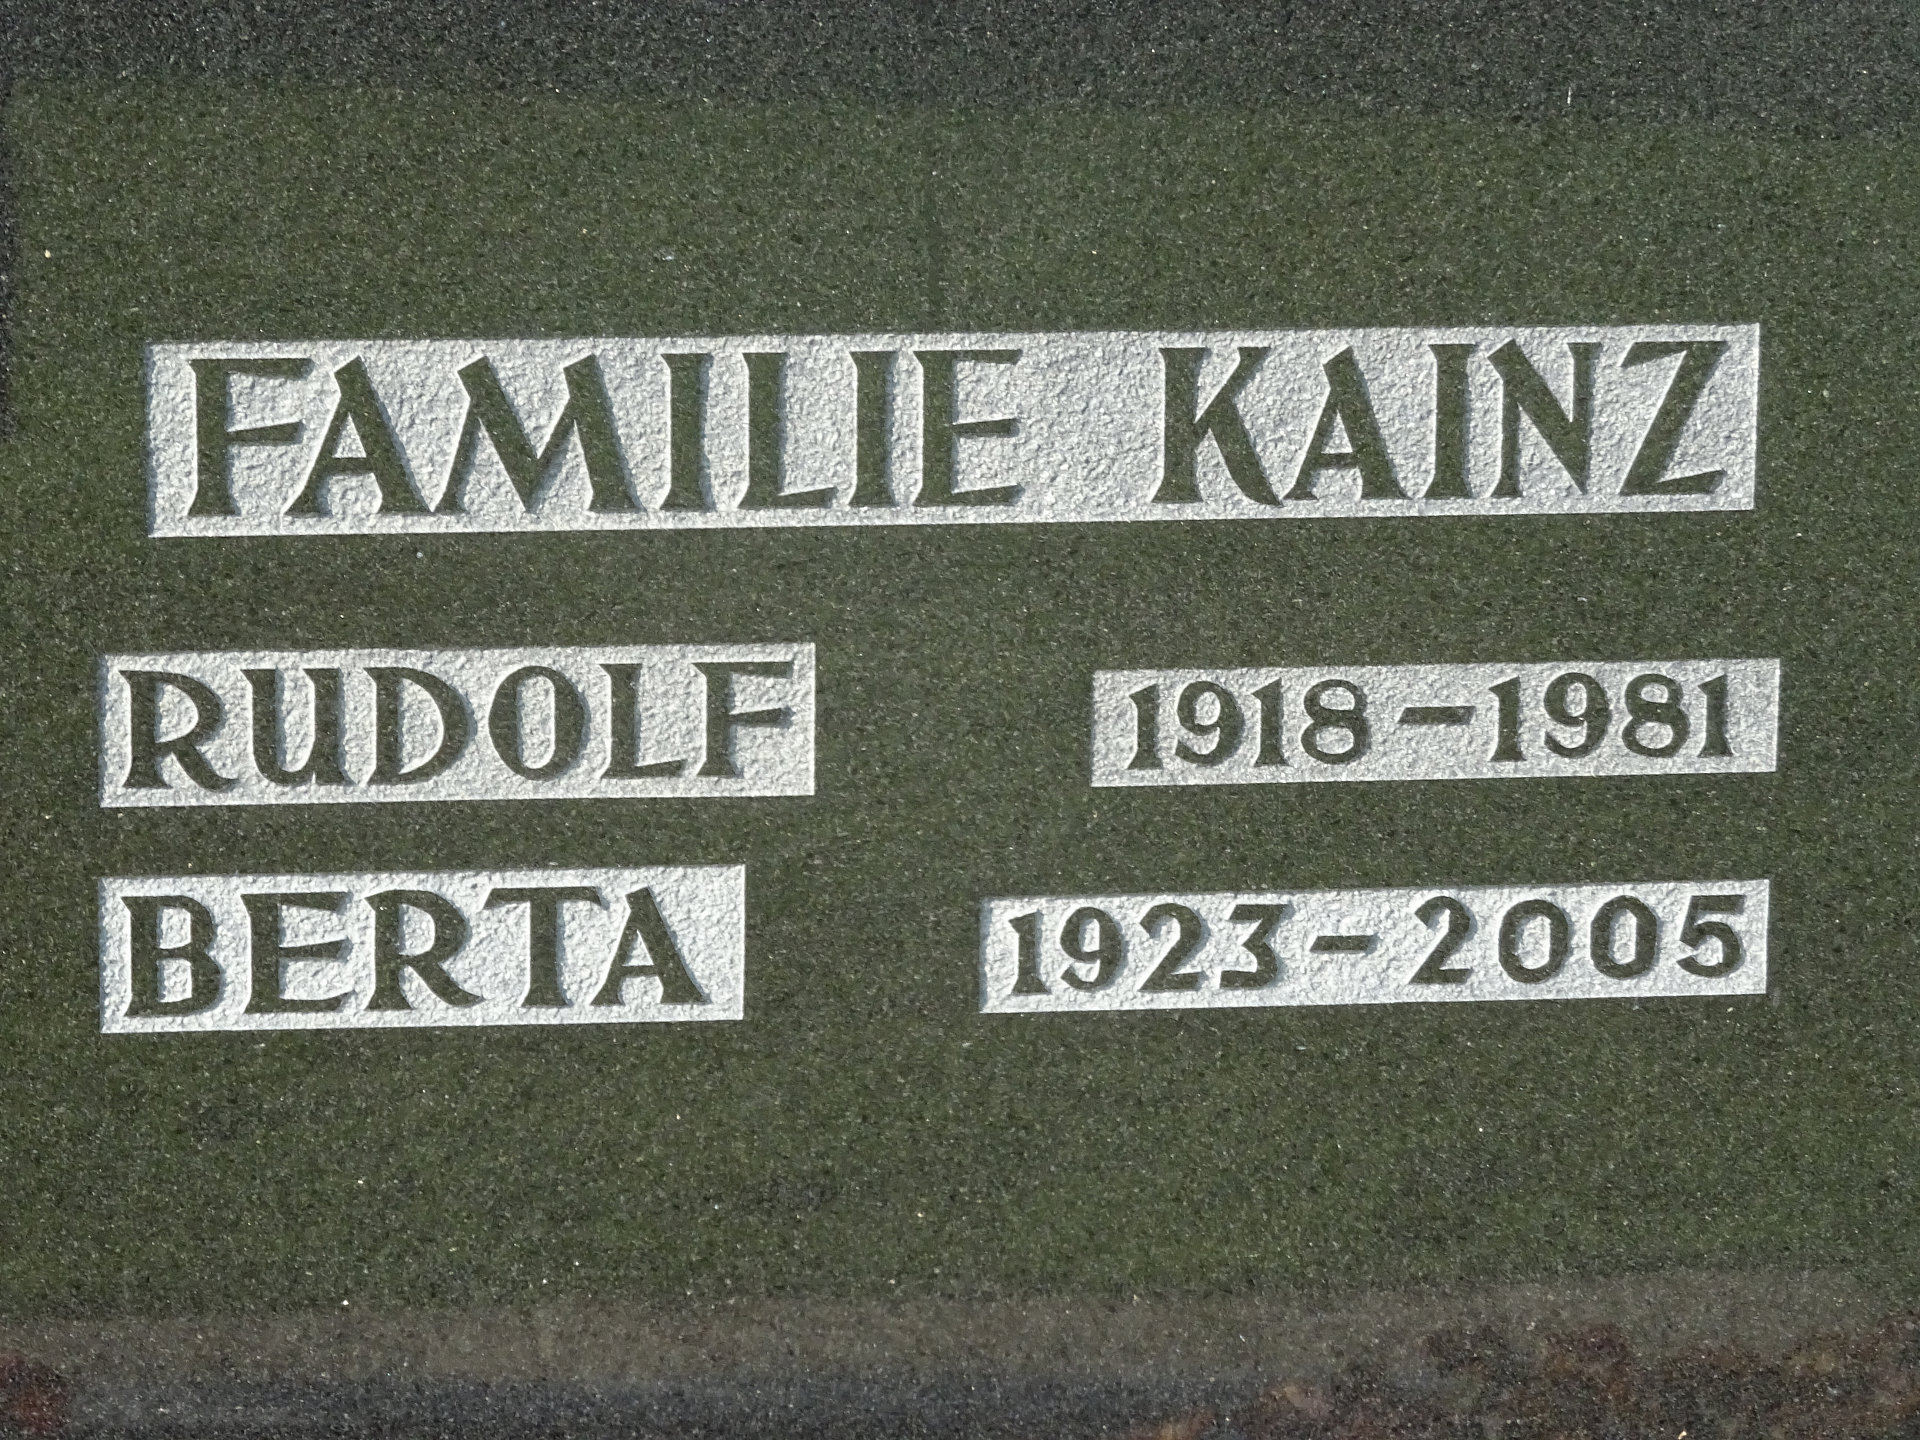 FAMILIE KAINZ
RUDOLF 1918-1981
BERTA 1923-2005